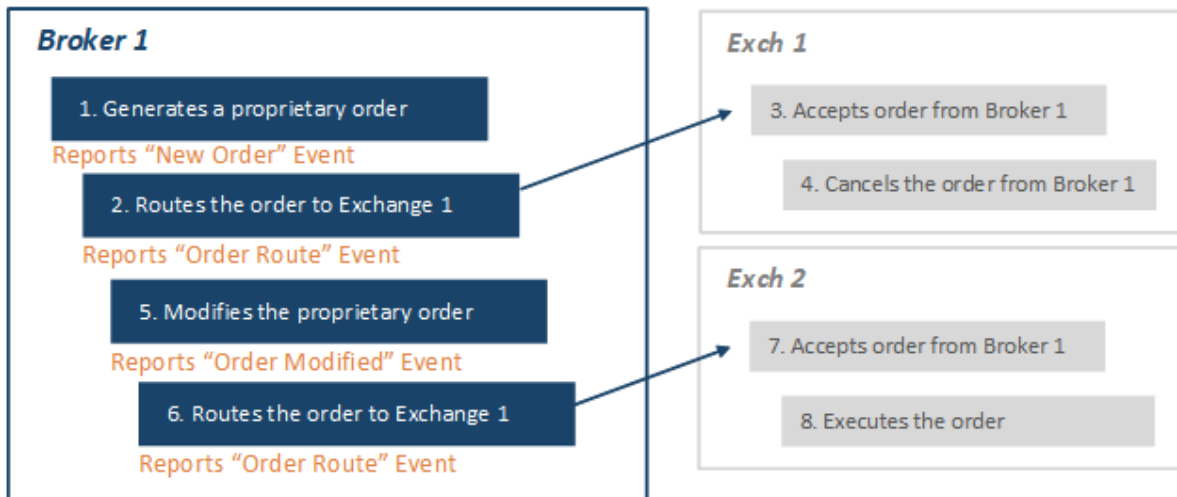 Broker 1
1. Generates a proprietary order
Reports “New Order” Event
2. Routes the order to Exchange 1
Reports “Order Route” Event
5. Modifies the proprietary order
Reports “Order Modified” Event
6. Routes the order to Exchange 1
Reports “Order Route” Event
Exch 1
3. Accepts order from Broker 1
4. Cancels the order from Broker 1
Exch 2
7. Accepts order from Broker 1
8. Executes the order